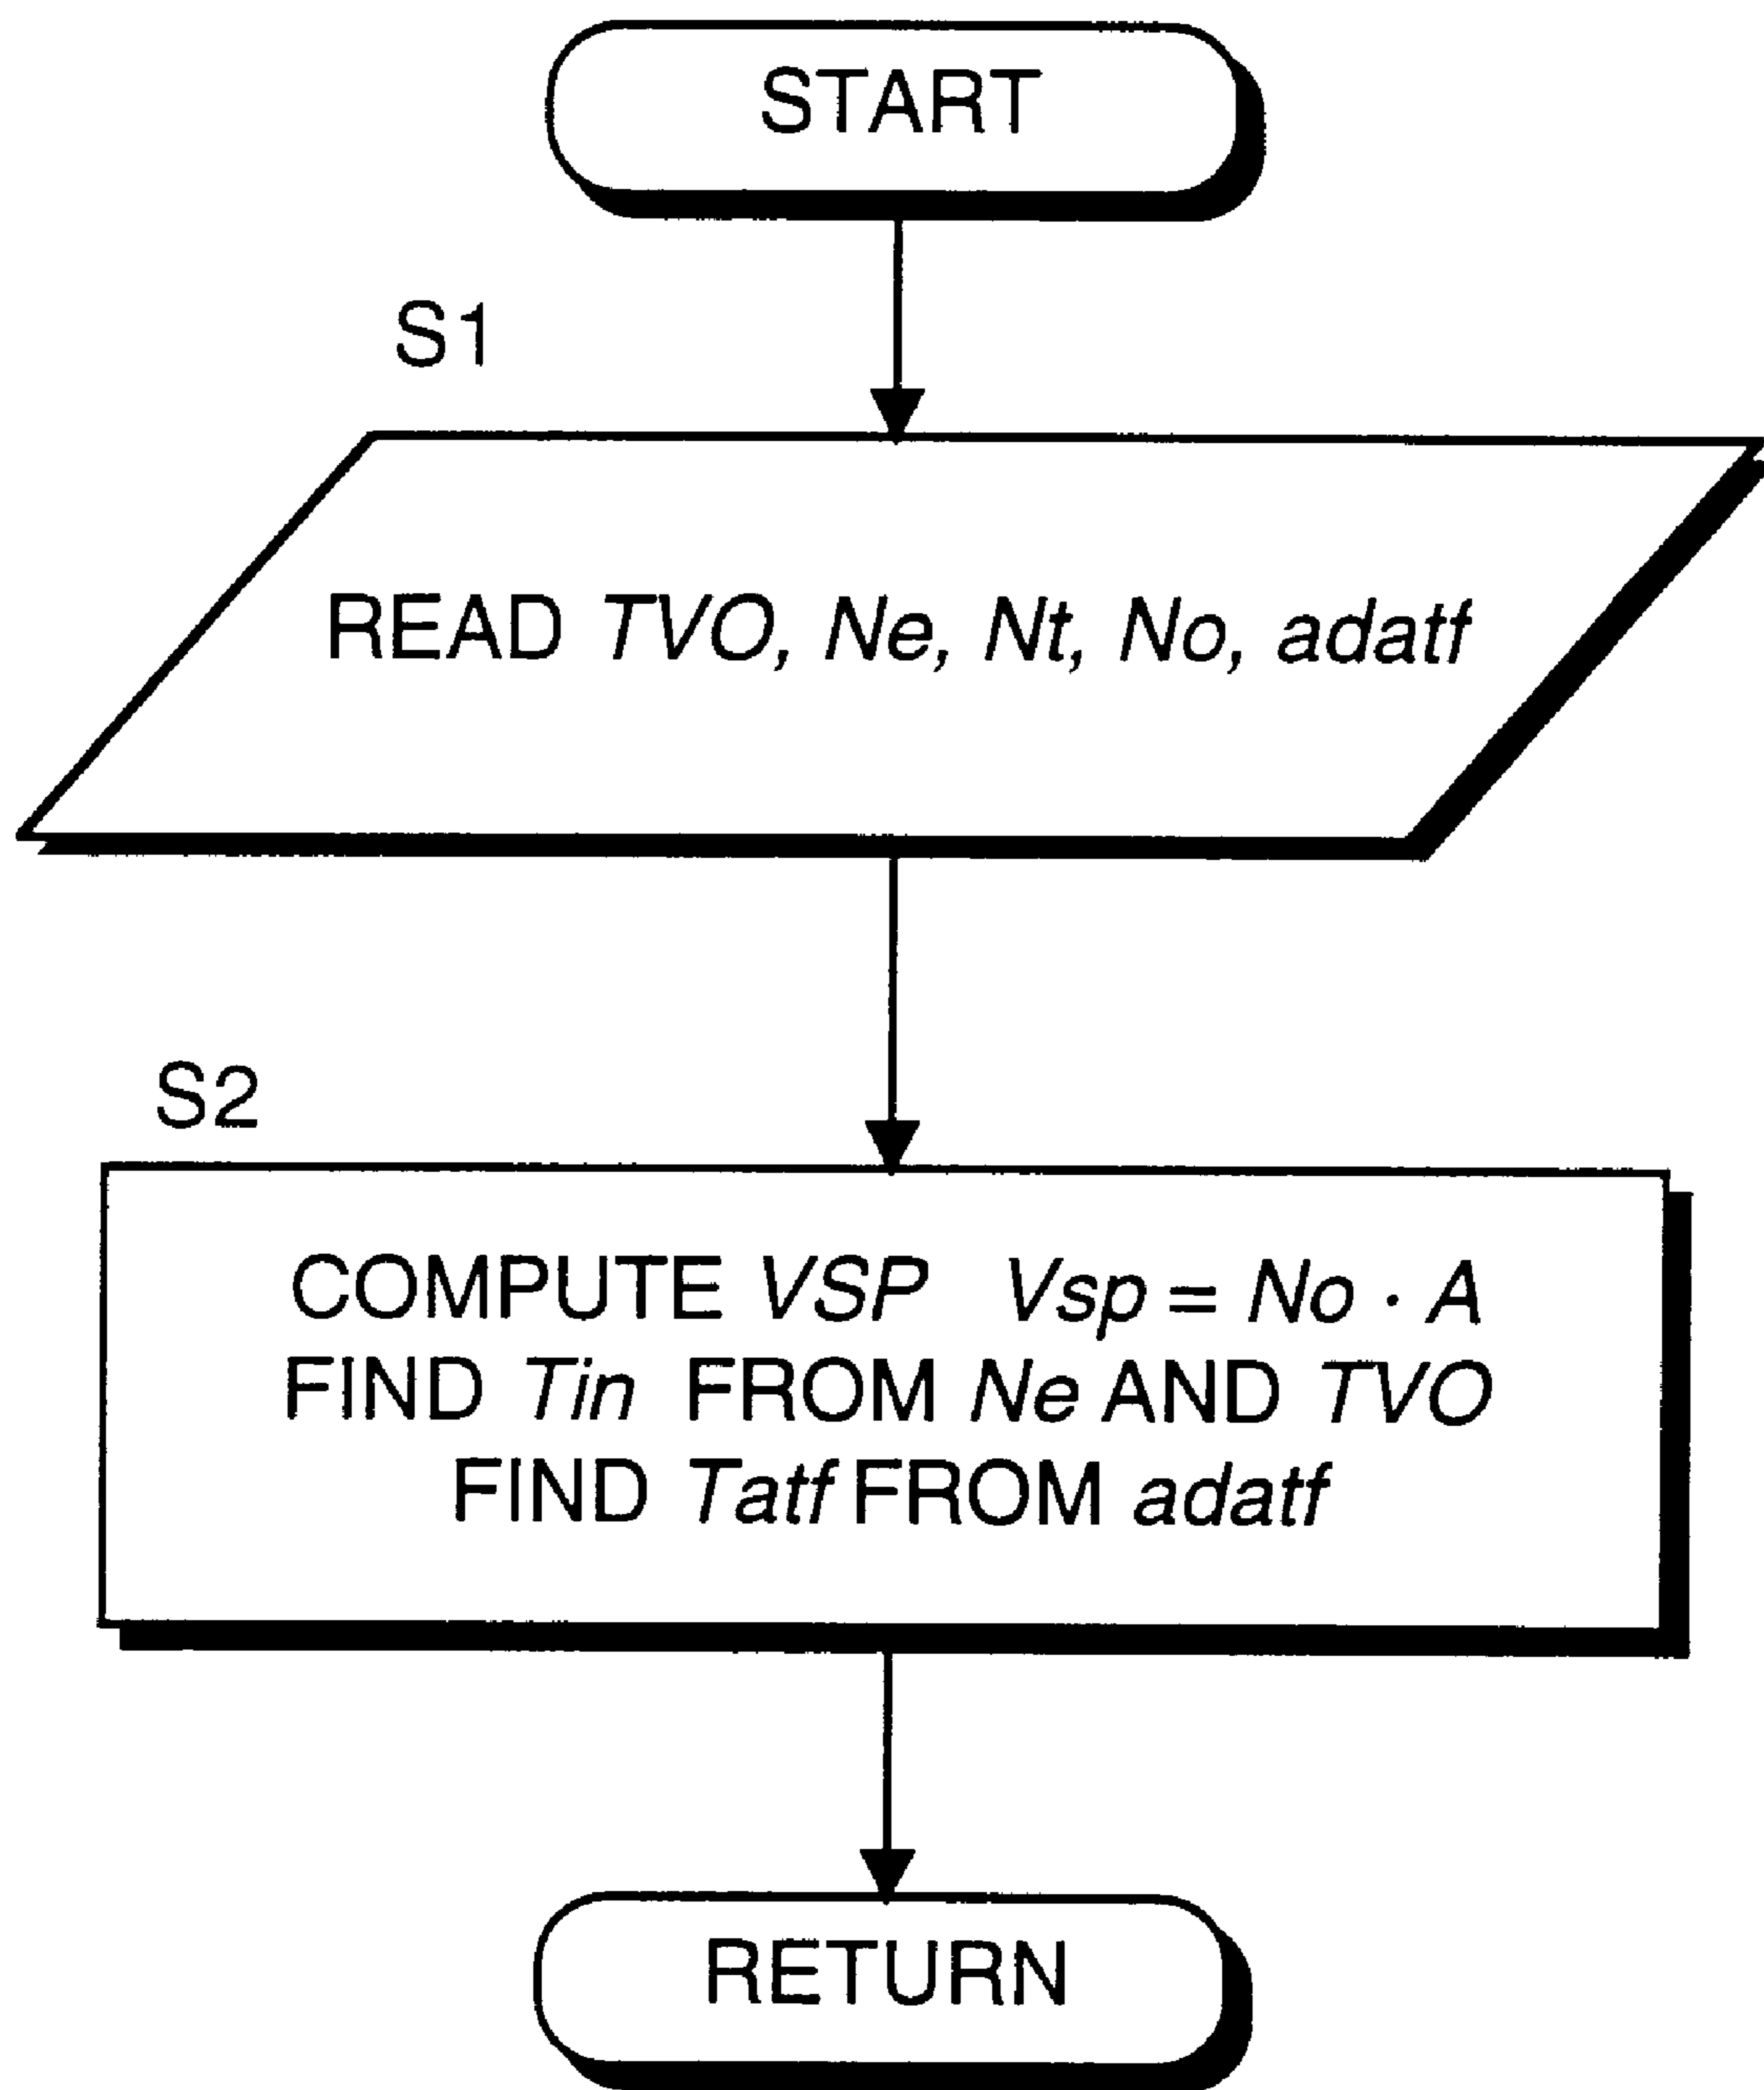 START
S1
READ TVO, Ne, Nt, No, adatf
S2
COMPUTE VSP Vsp = No · A
FIND Tin FROM Ne AND TVO
FIND Tatf FROM adatf
RETURN